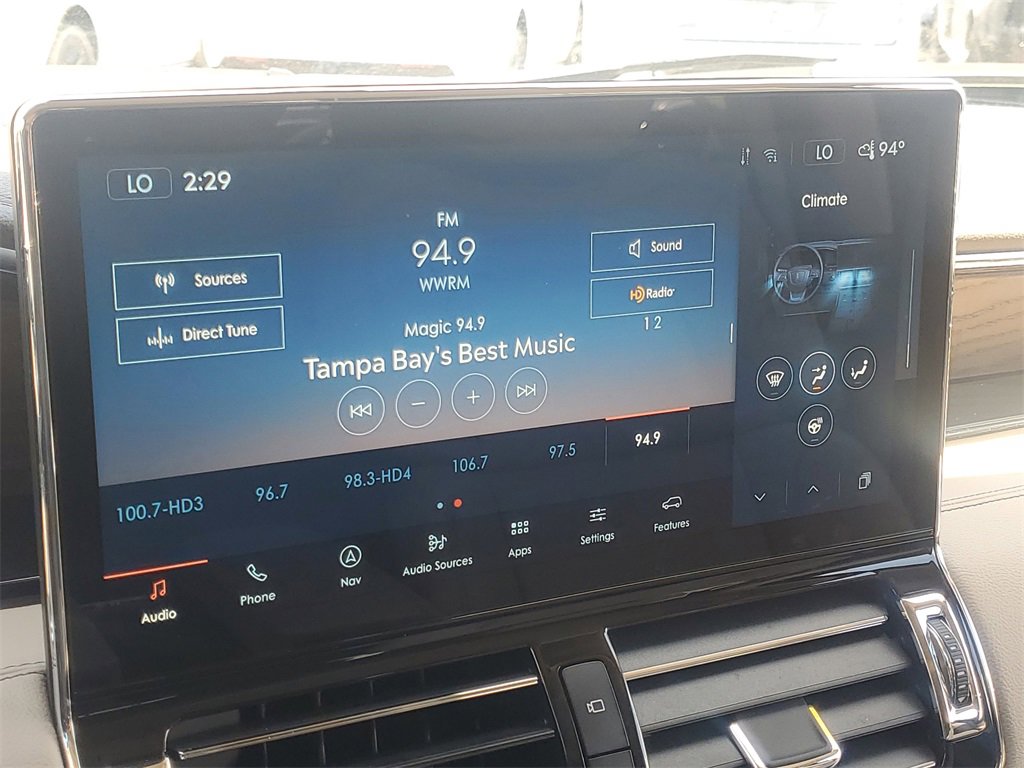 LO 2:29
LO 94°
Climate
FM
94.9
WWRM
Sources
Direct Tune
Sound
HD Radio
1 2
Magic 94.9
Tampa Bay's Best Music
100.7-HD3 96.7 98.3-HD4 106.7 97.5 94.9
Audio Phone Nav Audio Sources Apps Settings Features